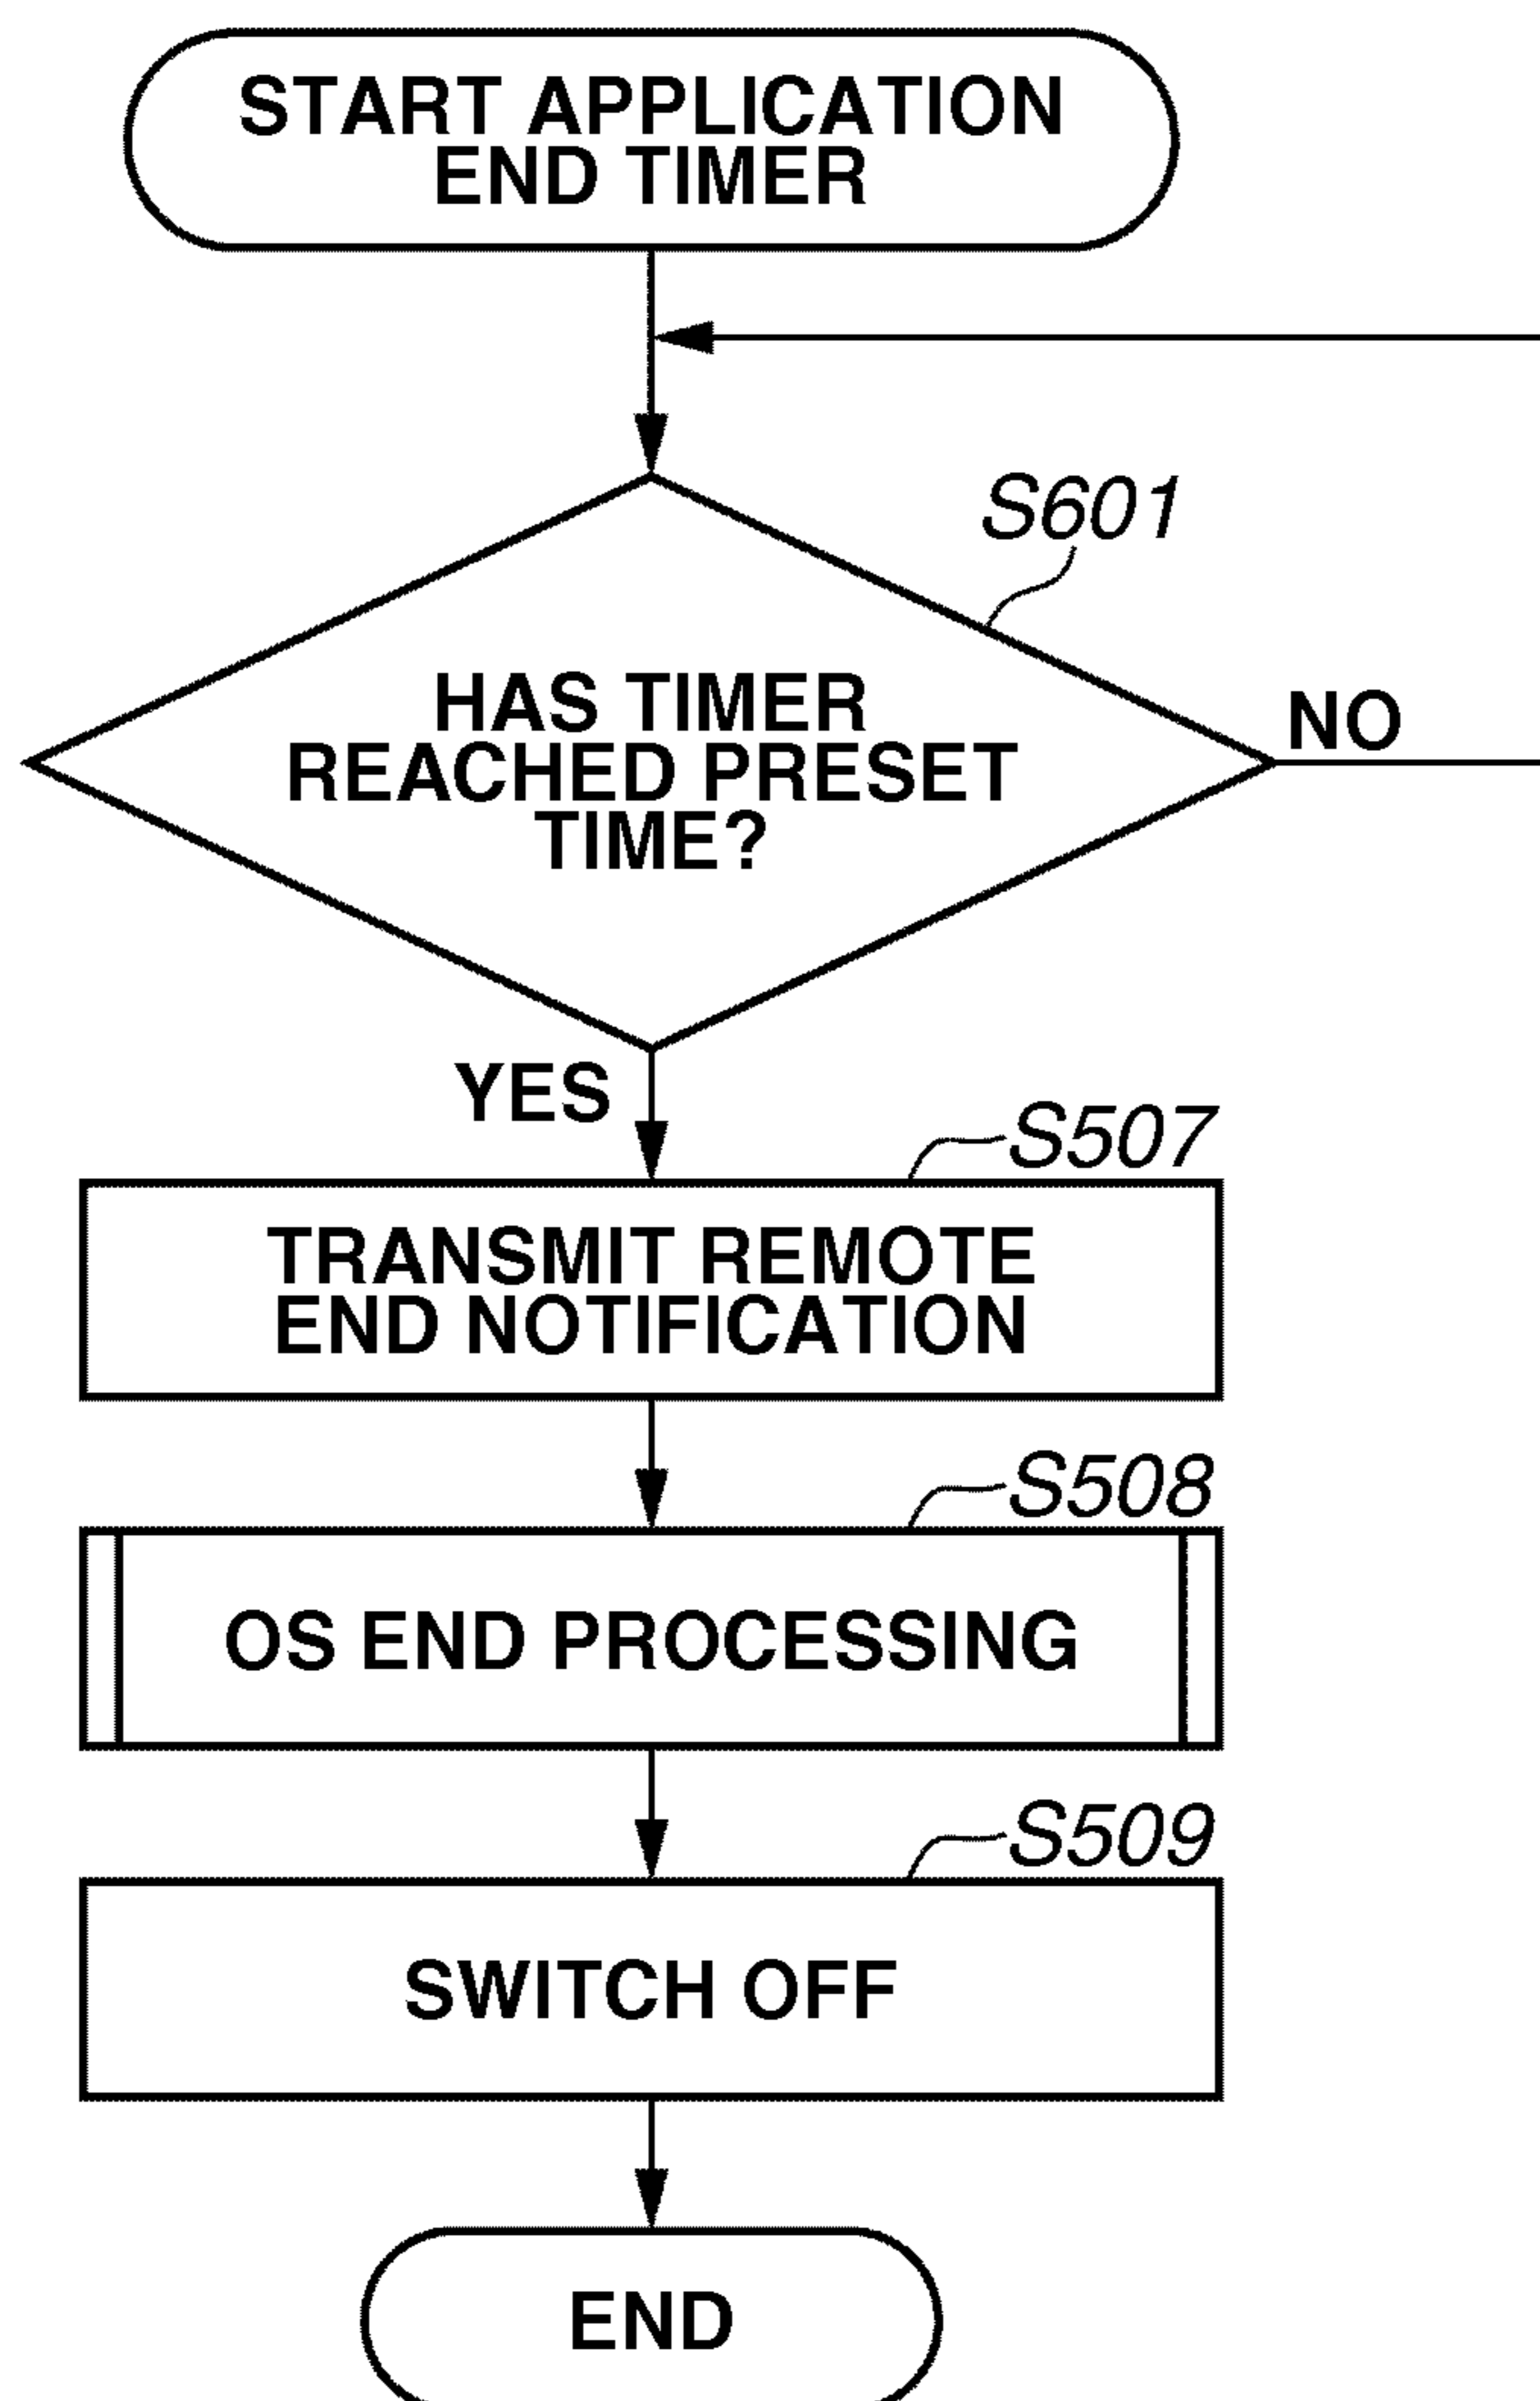 START APPLICATION
END TIMER
S601
HAS TIMER
REACHED PRESET
TIME?
NO
YES
S507
TRANSMIT REMOTE
END NOTIFICATION
S508
OS END PROCESSING
S509
SWITCH OFF
END